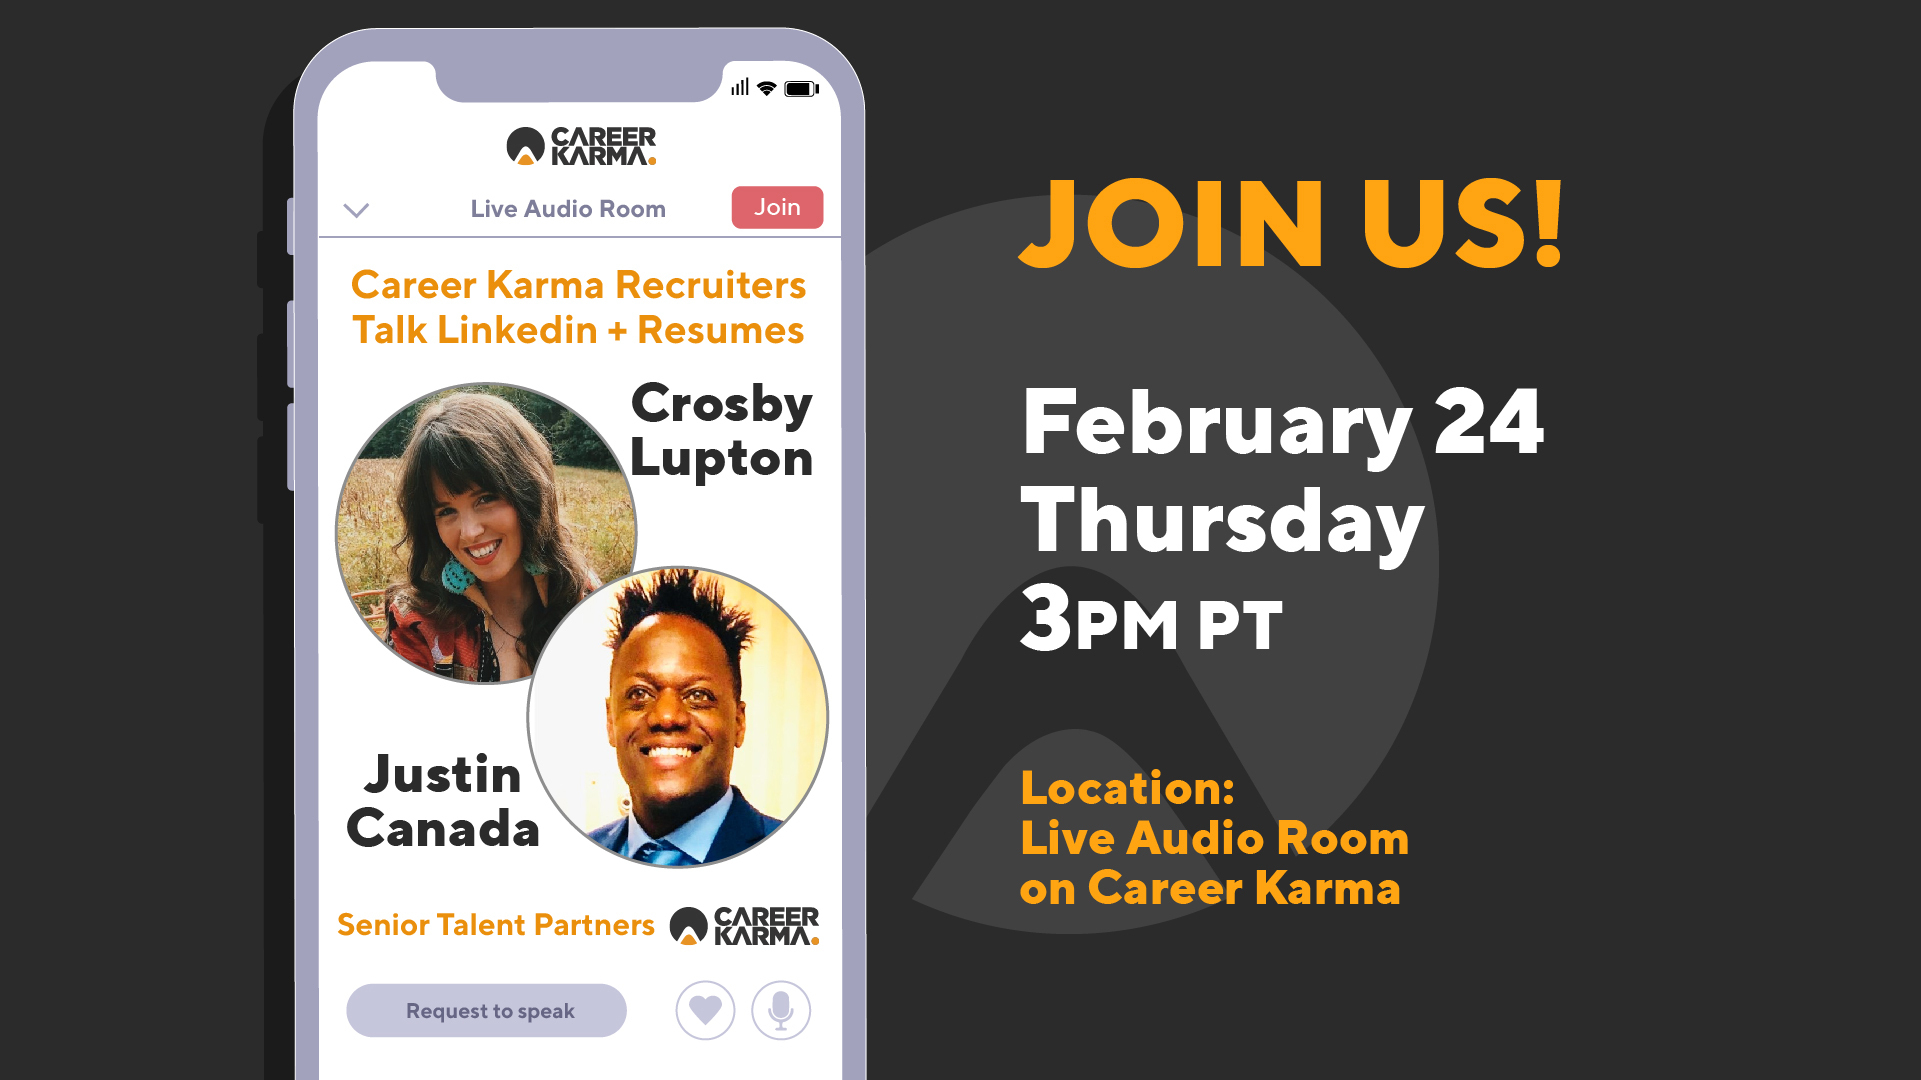 CAREER
KARMA.
Live Audio Room
Join
Career Karma Recruiters
Talk Linkedin + Resumes
Crosby
Lupton
Justin
Canada
Senior Talent Partners
CAREER
KARMA.
Request to speak
JOIN US!
February 24
Thursday
3PM PT
Location:
Live Audio Room
on Career Karma